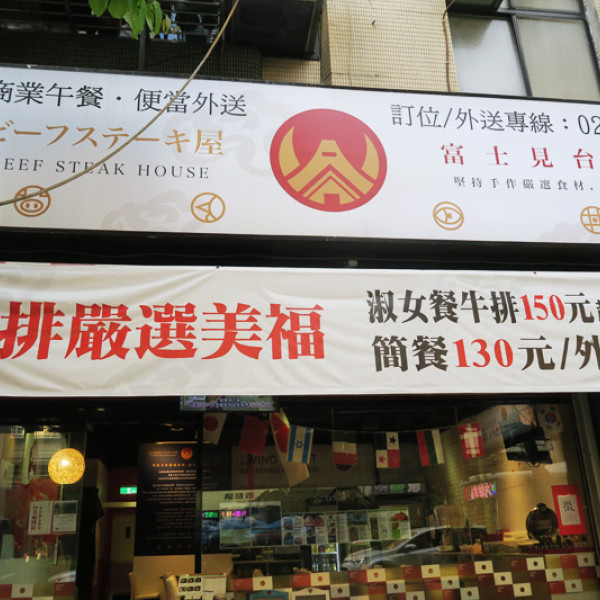 商業午餐·便當外送
ビーフステーキ屋
EEF STEAK HOUSE
訂位/外送專線:02
富士見台
堅持手作嚴選食材,
排嚴選美福
淑女餐牛排150元
簡餐130元/外
LIVING
徵